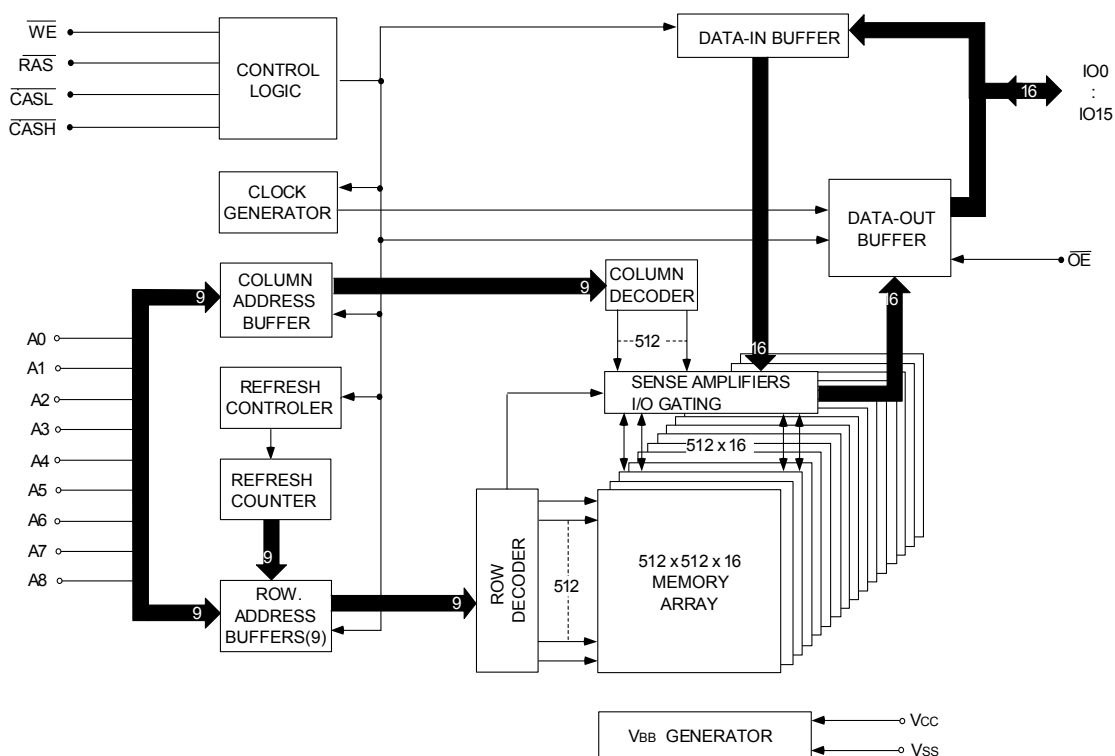 WE
RAS
CASL
CASH
CONTROL
LOGIC
DATA-IN BUFFER
16
IO0
:
IO15
CLOCK
GENERATOR
DATA-OUT
BUFFER
OE
9
COLUMN
ADDRESS
BUFFER
9
COLUMN
DECODER
16
512
16
A0
A1
A2
A3
A4
A5
A6
A7
A8
REFRESH
CONTROLER
SENSE AMPLIFIERS
I/O GATING
512 x 16
REFRESH
COUNTER
9
9
ROW.
ADDRESS
BUFFERS(9)
9
ROW
DECODER
512
512 x 512 x 16
MEMORY
ARRAY
VBB GENERATOR
VCC
VSS